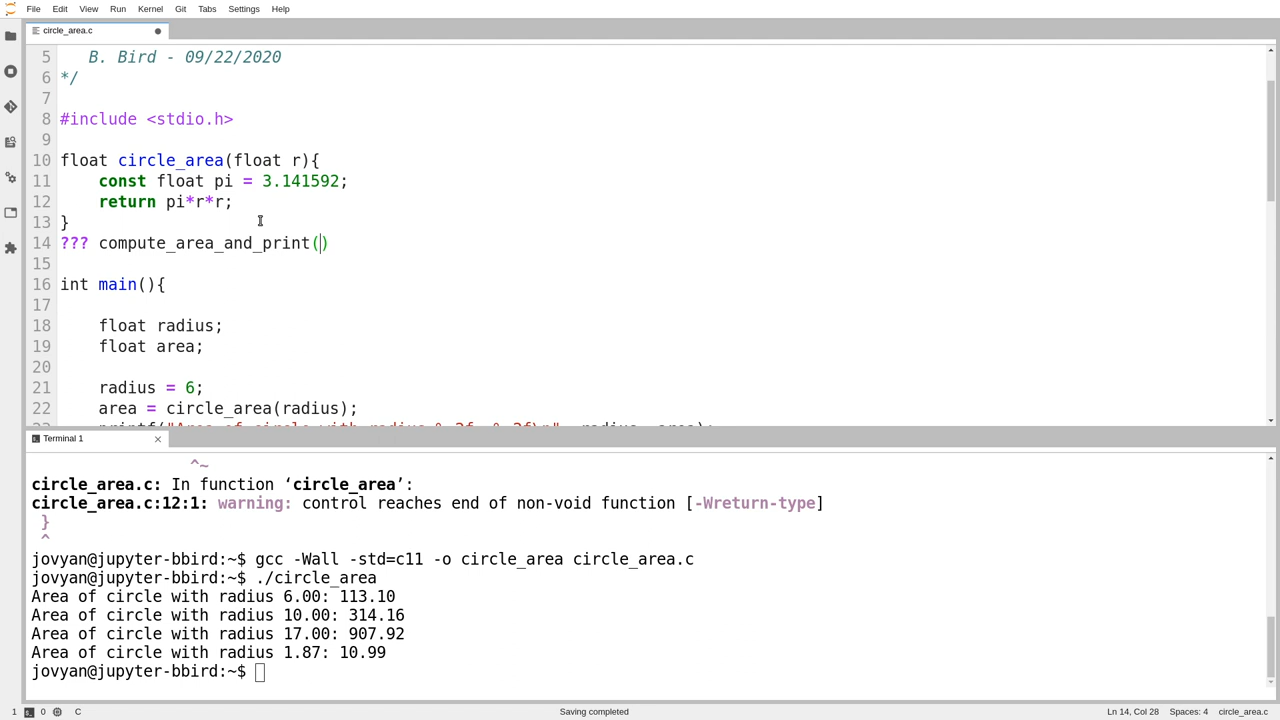 File Edit View Run Kernel Git Tabs Settings Help
circle_area.c
5 B. Bird - 09/22/2020
6 */
7
8 #include <stdio.h>
9
10 float circle_area(float r){
11 const float pi = 3.141592;
12 return pi*r*r;
13 }
14 ??? compute_area_and_print()
15
16 int main(){
17
18 float radius;
19 float area;
20
21 radius = 6;
22 area = circle_area(radius);
Terminal 1
^~
circle_area.c: In function ‘circle_area’:
circle_area.c:12:1: warning: control reaches end of non-void function [-Wreturn-type]
}
^
jovyan@jupyter-bbird:~$ gcc -Wall -std=c11 -o circle_area circle_area.c
jovyan@jupyter-bbird:~$ ./circle_area
Area of circle with radius 6.00: 113.10
Area of circle with radius 10.00: 314.16
Area of circle with radius 17.00: 907.92
Area of circle with radius 1.87: 10.99
jovyan@jupyter-bbird:~$
1 0 C Saving completed Ln 14, Col 28 Spaces: 4 circle_area.c